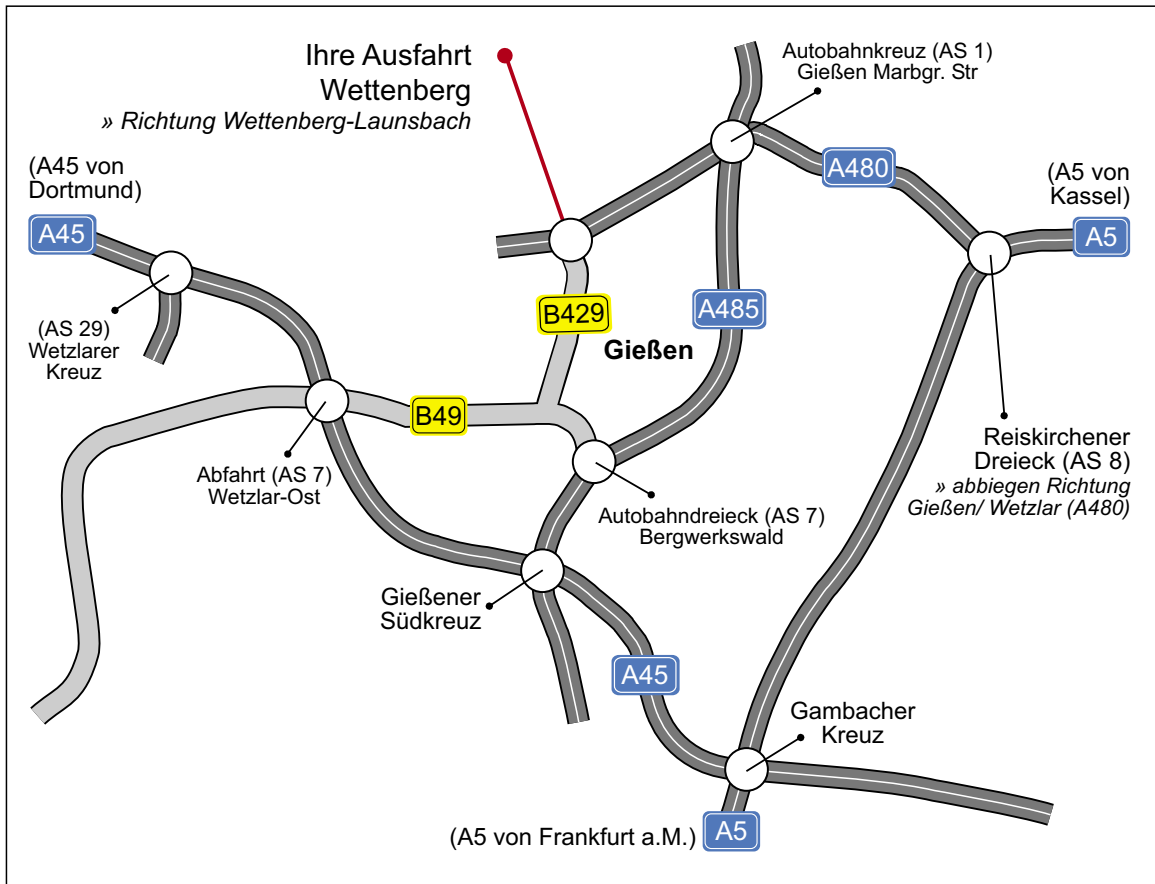 Ihre Ausfahrt
Wettenberg
» Richtung Wettenberg-Launsbach
Autobahnkreuz (AS 1)
Gießen Marbgr. Str
(A45 von
Dortmund)
A45
A480
(A5 von
Kassel)
A5
(AS 29)
Wetzlarer
Kreuz
B429
A485
Gießen
B49
Abfahrt (AS 7)
Wetzlar-Ost
Reiskirchener
Dreieck (AS 8)
» abbiegen Richtung
Gießen/ Wetzlar (A480)
Autobahndreieck (AS 7)
Bergwerkswald
Gießener
Südkreuz
A45
Gambacher
Kreuz
(A5 von Frankfurt a.M.)
A5